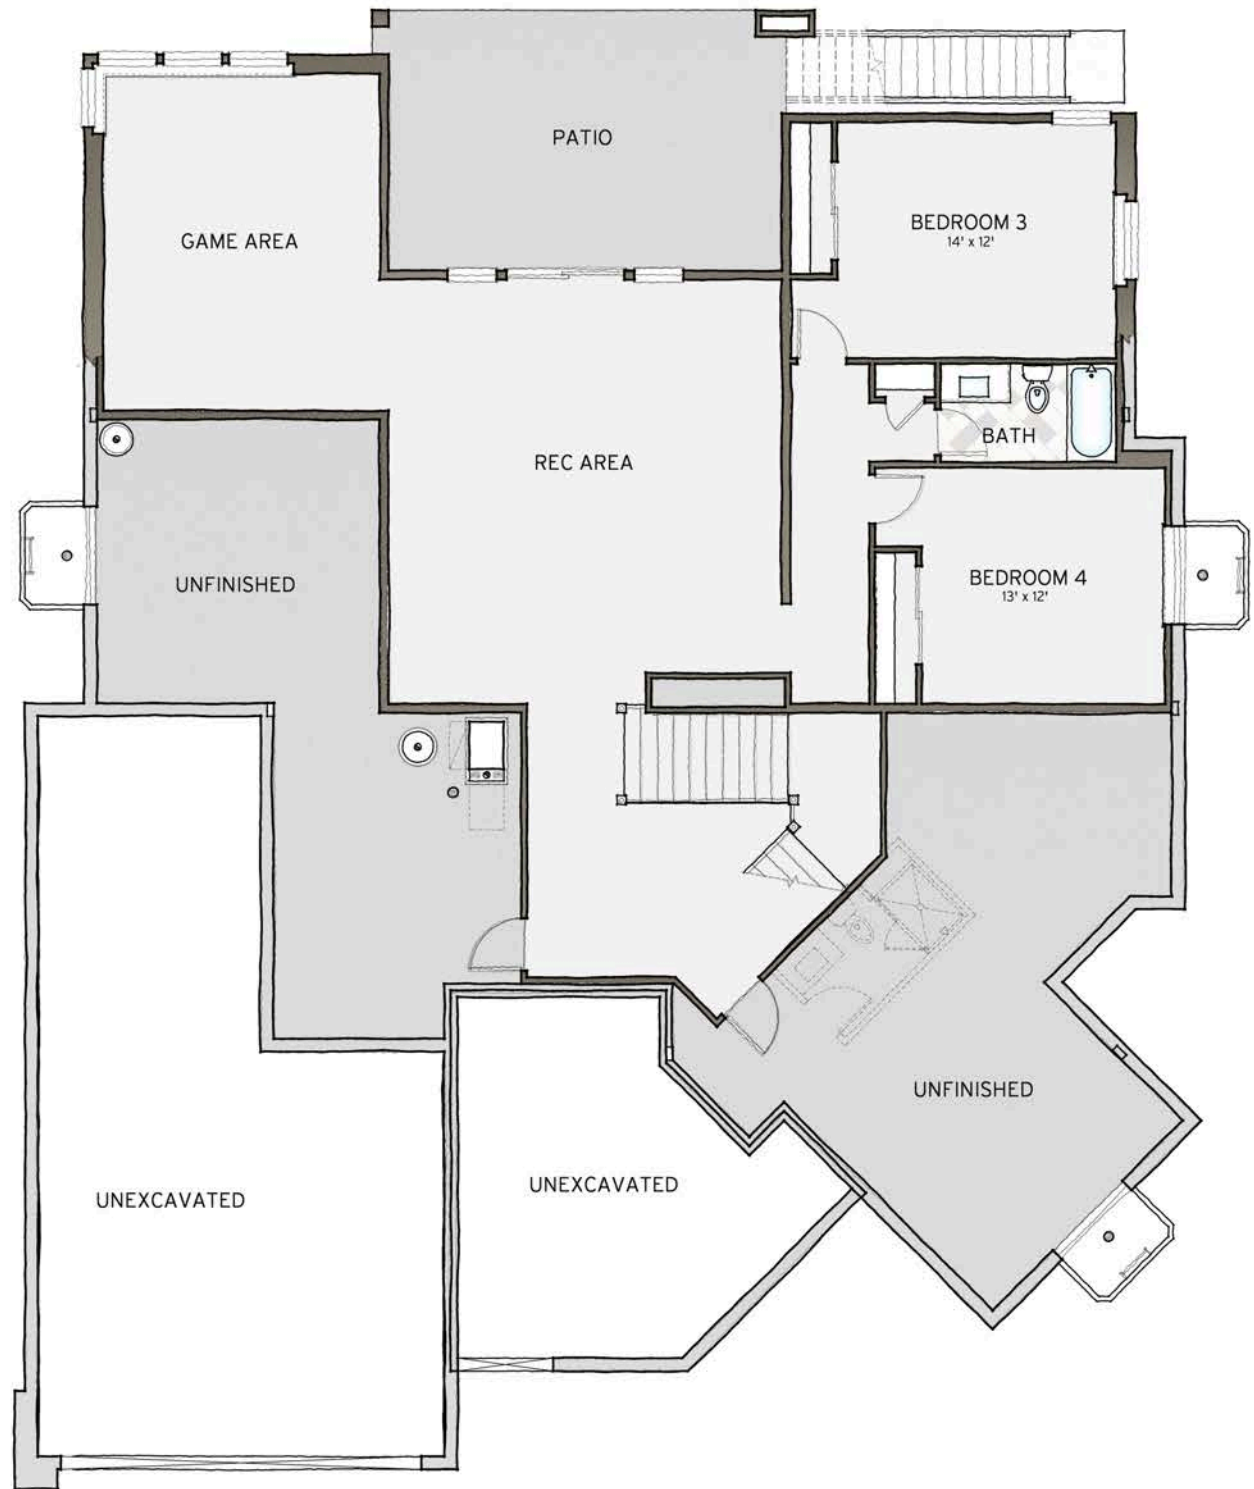 PATIO
GAME AREA
BEDROOM 3
14' x 12'
BATH
REC AREA
UNFINISHED
BEDROOM 4
13' x 12'
UNFINISHED
UNEXCAVATED
UNEXCAVATED